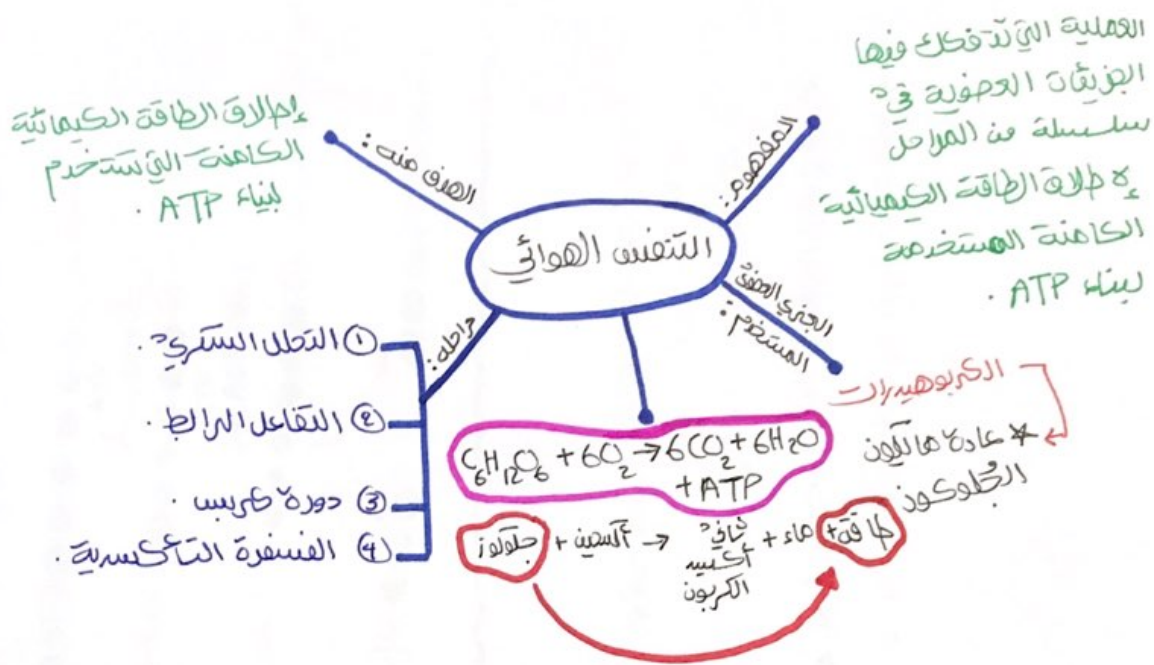 التنفس الهوائي
المفهوم:
العملية التي تتفكك فيها
الجزيئات العضوية في
سلسلة من المراحل
لإطلاق الطاقة الكيميائية
الكامنة المستخدمة
لبناء ATP .
الهدف منه:
إطلاق الطاقة الكيمائية
الكامنة التي تستخدم
لبناء ATP .
الجزيء العضوي
المستخدم:
الكربوهيدرات
* عادة ما يكون
الجلوكوز
مراحله:
① التحلل السكري .
② التفاعل الرابط .
③ دورة كربس .
④ الفسفرة التأكسدية .
C6H12O6 + 6O2 → 6CO2 + 6H2O
+ ATP
جلوكوز + أكسجين → ثاني أكسيد الكربون + ماء + طاقة